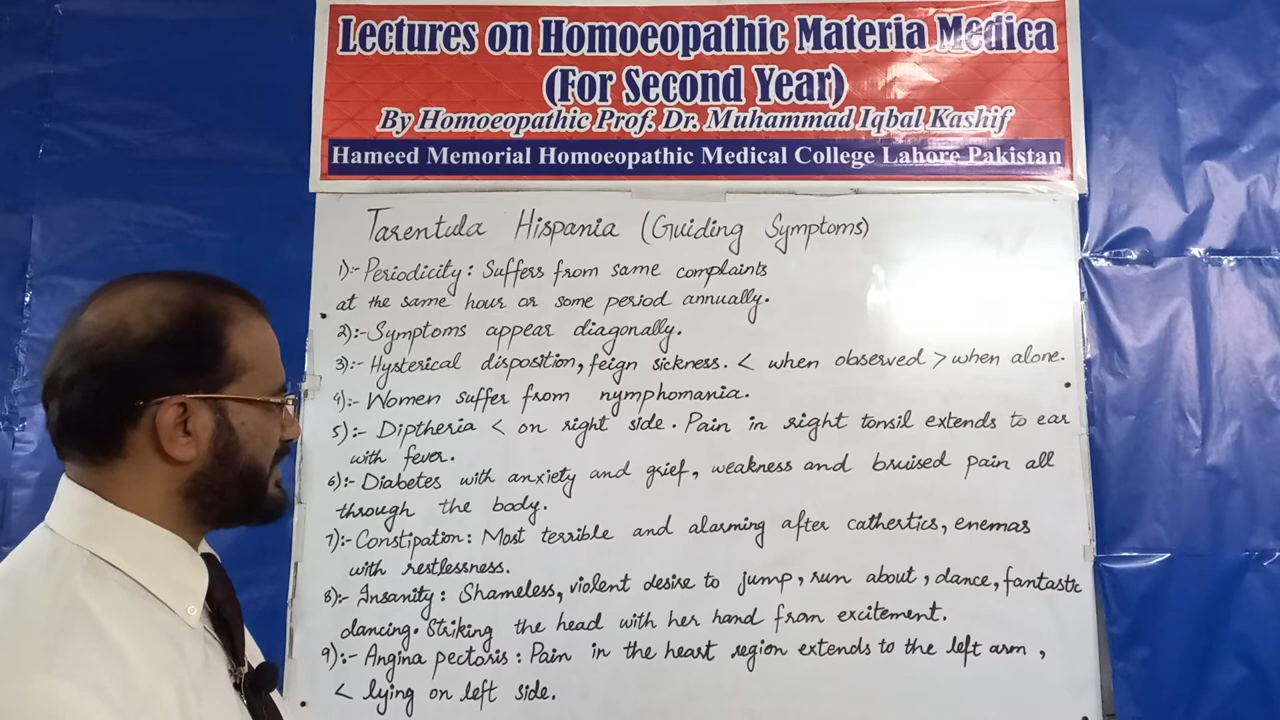 Lectures on Homoeopathic Materia Medica
(For Second Year)
By Homoeopathic Prof. Dr. Muhammad Iqbal Kashif
Hameed Memorial Homoeopathic Medical College Lahore Pakistan
Tarentula Hispania (Guiding Symptoms)
1):- Periodicity: Suffers from same complaints
at the same hour or some period annually.
2):- Symptoms appear diagonally.
3):- Hysterical disposition, feign sickness. < when observed > when alone.
4):- Women suffer from nymphomania.
5):- Diptheria < on right side. Pain in right tonsil extends to ear
with fever.
6):- Diabetes with anxiety and grief, weakness and bruised pain all
through the body.
7):- Constipation: Most terrible and alarming after cathertics, enemas
with restlessness.
8):- Insanity: Shameless, violent desire to jump, run about, dance, fantastic
dancing. Striking the head with her hand from excitement.
9):- Angina pectoris: Pain in the heart region extends to the left arm,
< lying on left side.